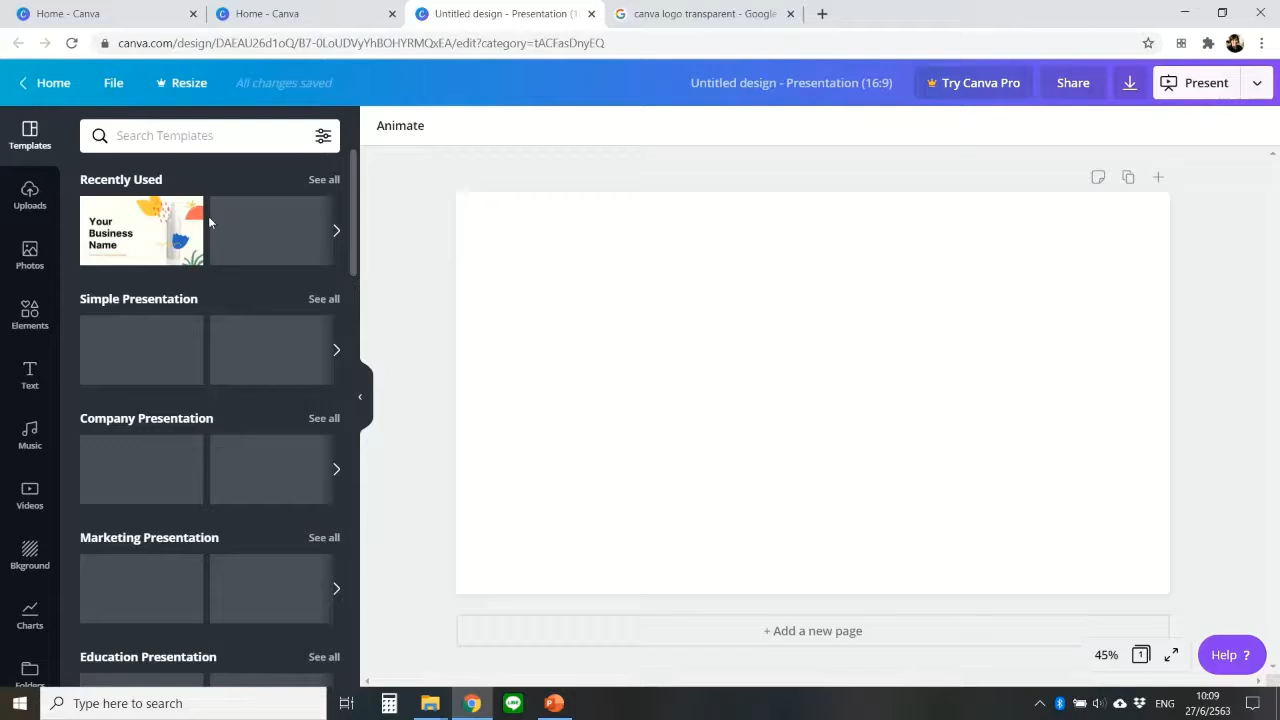 Home - Canva
Home - Canva
Untitled design - Presentation (1
canva logo transparent - Google
canva.com/design/DAEAU26d1oQ/B7-0LoUDVyYhBOHYRMQxEA/edit?category=tACFasDnyEQ
Home
File
Resize
All changes saved
Untitled design - Presentation (16:9)
Try Canva Pro
Share
Present
Templates
Search Templates
Animate
Uploads
Photos
Elements
Text
Music
Videos
Bkground
Charts
Folders
Recently Used
See all
Your
Business
Name
Simple Presentation
See all
Company Presentation
See all
Marketing Presentation
See all
Education Presentation
See all
+ Add a new page
45%
1
Help ?
Type here to search
LINE
ENG
10:09
27/6/2563